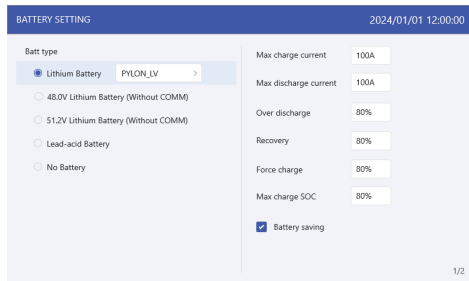 BATTERY SETTING
2024/01/01 12:00:00
Batt type
Lithium Battery PYLON_LV >
48.0V Lithium Battery (Without COMM)
51.2V Lithium Battery (Without COMM)
Lead-acid Battery
No Battery
Max charge current 100A
Max discharge current 100A
Over discharge 80%
Recovery 80%
Force charge 80%
Max charge SOC 80%
Battery saving
1/2